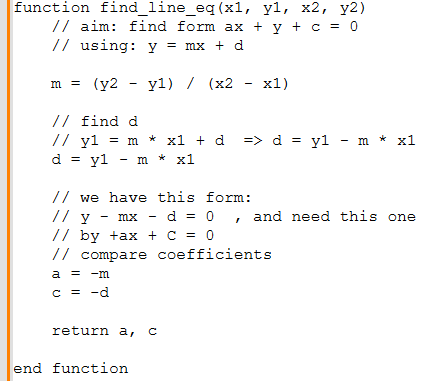 function find_line_eq(x1, y1, x2, y2)
// aim: find form ax + y + c = 0
// using: y = mx + d
m = (y2 - y1) / (x2 - x1)
// find d
// y1 = m * x1 + d  => d = y1 - m * x1
d = y1 - m * x1
// we have this form:
// y - mx - d = 0  , and need this one
// by +ax + C = 0
// compare coefficients
a = -m
c = -d
return a, c
end function